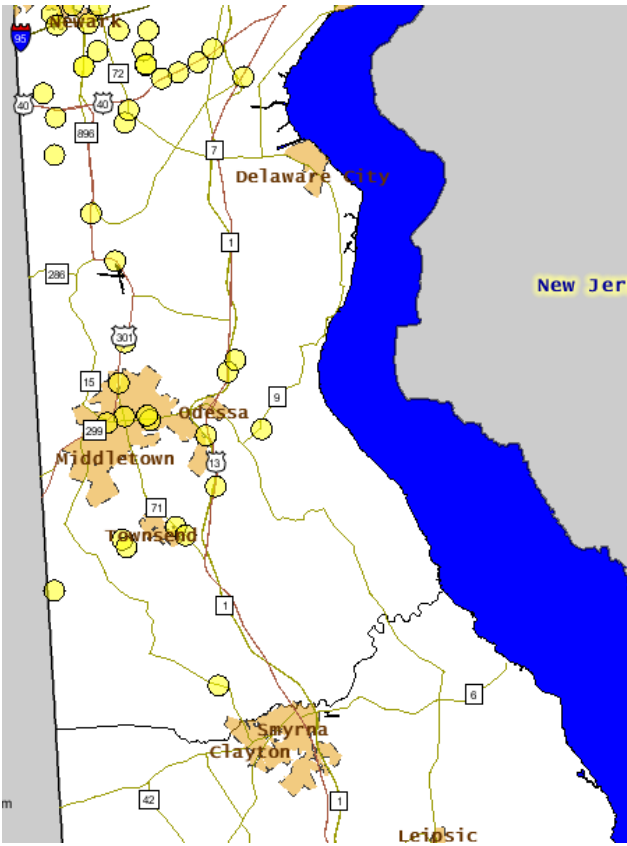 Newark
95
72
40
40
896
7
Delaware City
1
286
New Jer
301
15
9
Odessa
299
Middletown
13
71
Townsend
1
6
Smyrna
Clayton
42
1
m
Leipsic